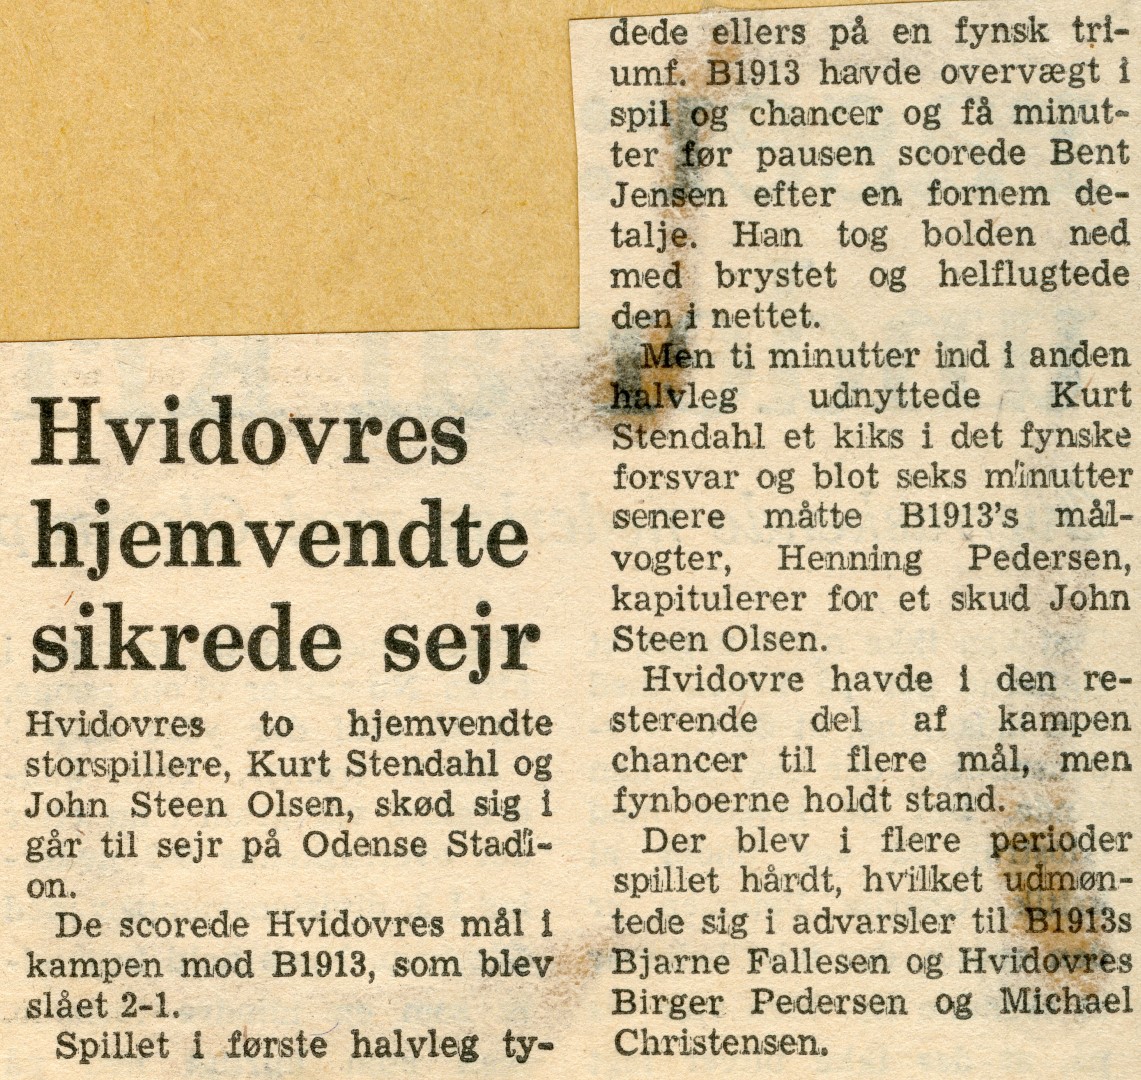 Hvidovres
hjemvendte
sikrede sejr
Hvidovres to hjemvendte
storspillere, Kurt Stendahl og
John Steen Olsen, skød sig i
går til sejr på Odense Stadi-
on.
De scorede Hvidovres mål i
kampen mod B1913, som blev
slået 2-1.
Spillet i første halvleg ty-
dede ellers på en fynsk tri-
umf. B1913 havde overvægt i
spil og chancer og få minut-
ter før pausen scorede Bent
Jensen efter en fornem de-
talje. Han tog bolden ned
med brystet og helflugtede
den i nettet.
Men ti minutter ind i anden
halvleg udnyttede Kurt
Stendahl et kiks i det fynske
forsvar og blot seks minutter
senere måtte B1913's mål-
vogter, Henning Pedersen,
kapitulerer for et skud John
Steen Olsen.
Hvidovre havde i den re-
sterende del af kampen
chancer til flere mål, men
fynboerne holdt stand.
Der blev i flere perioder
spillet hårdt, hvilket udmøn-
tede sig i advarsler til B1913s
Bjarne Fallesen og Hvidovres
Birger Pedersen og Michael
Christensen.